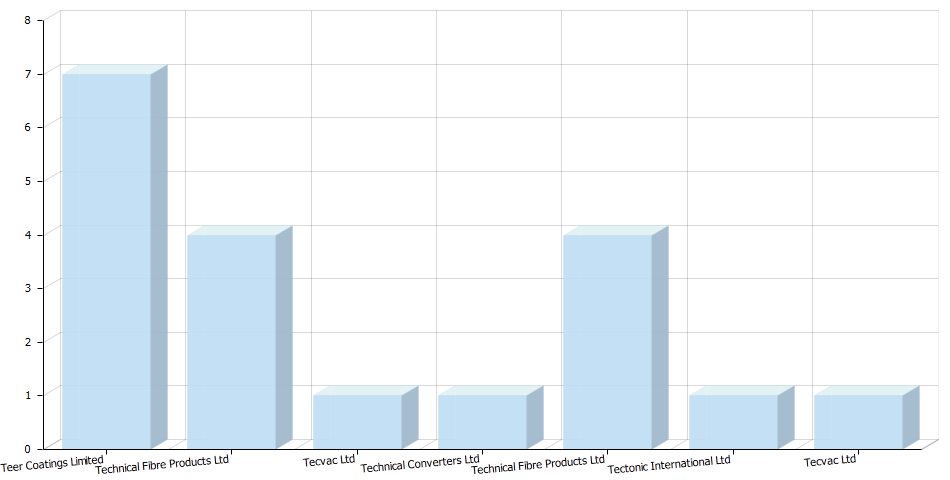 8
7
6
5
4
3
2
1
0
Teer Coatings Limited
Technical Fibre Products Ltd
Tecvac Ltd
Technical Converters Ltd
Technical Fibre Products Ltd
Tectonic International Ltd
Tecvac Ltd